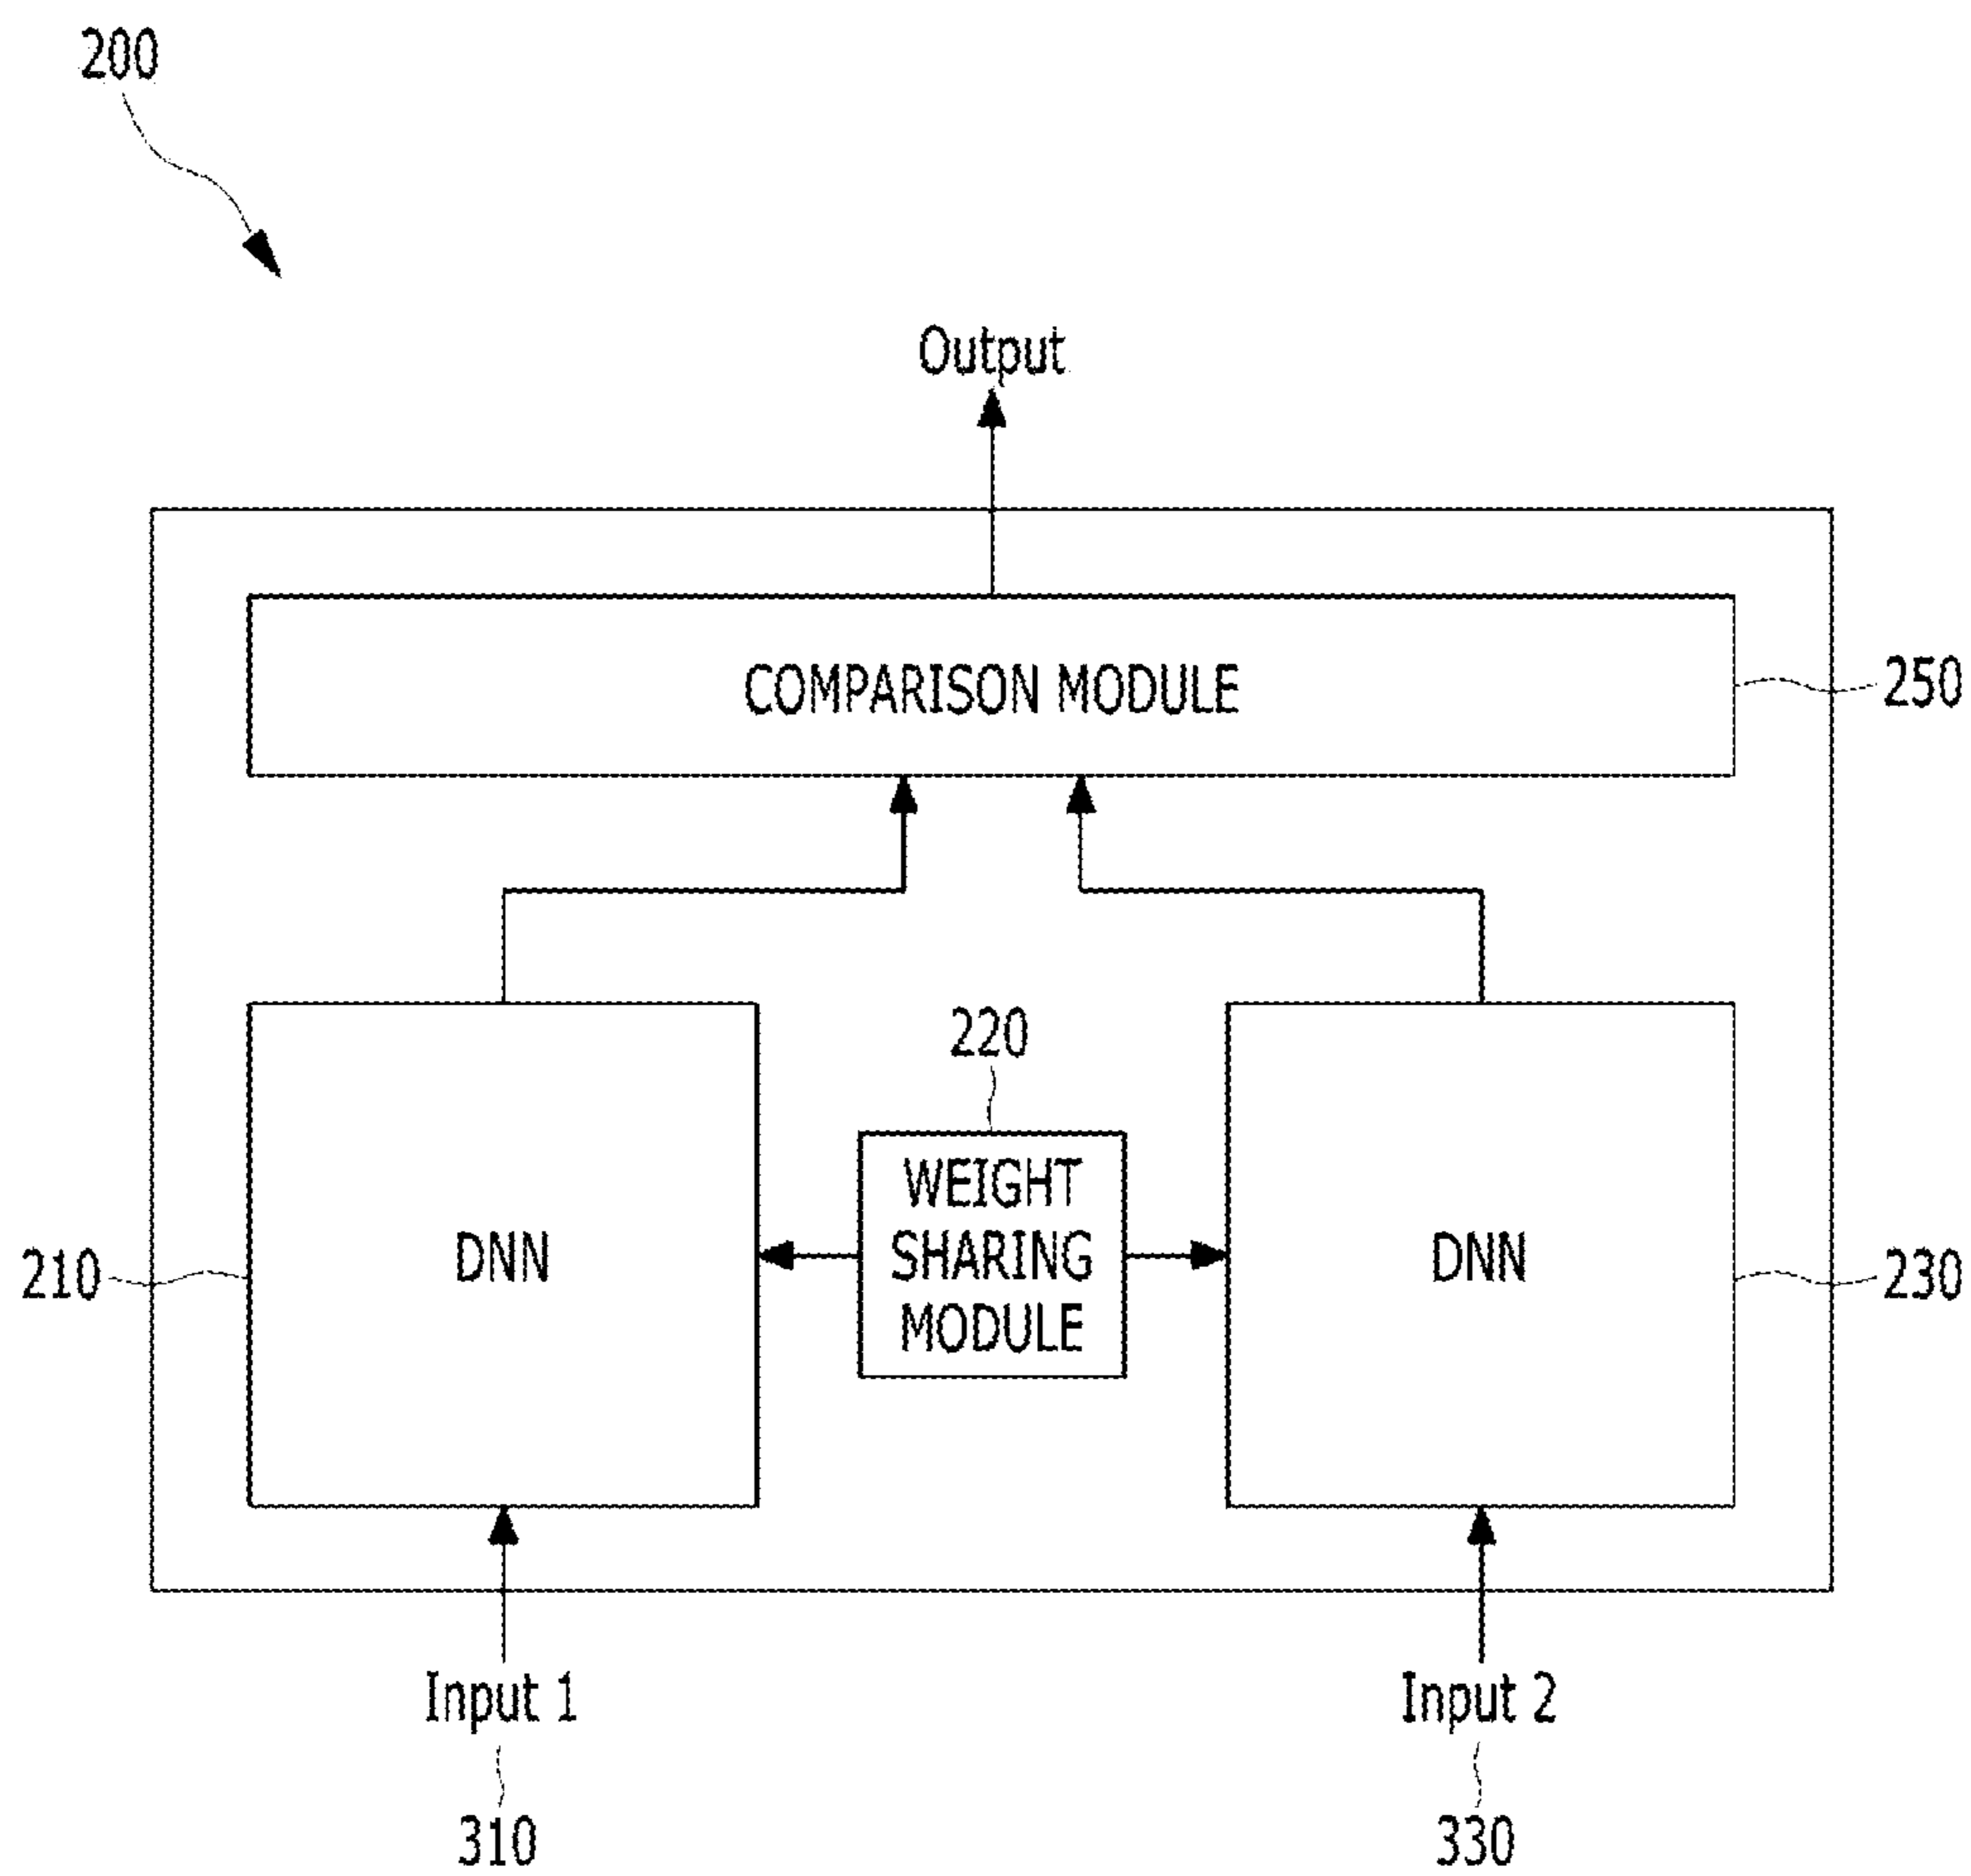 200
Output
COMPARISON MODULE
250
220
WEIGHT
SHARING
MODULE
DNN
DNN
210
230
Input 1
Input 2
310
330